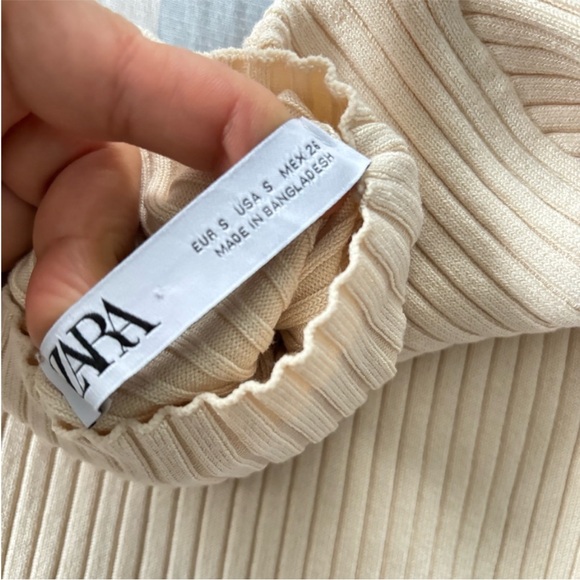 ZARA
EUR S USA S MEX 26
MADE IN BANGLADESH